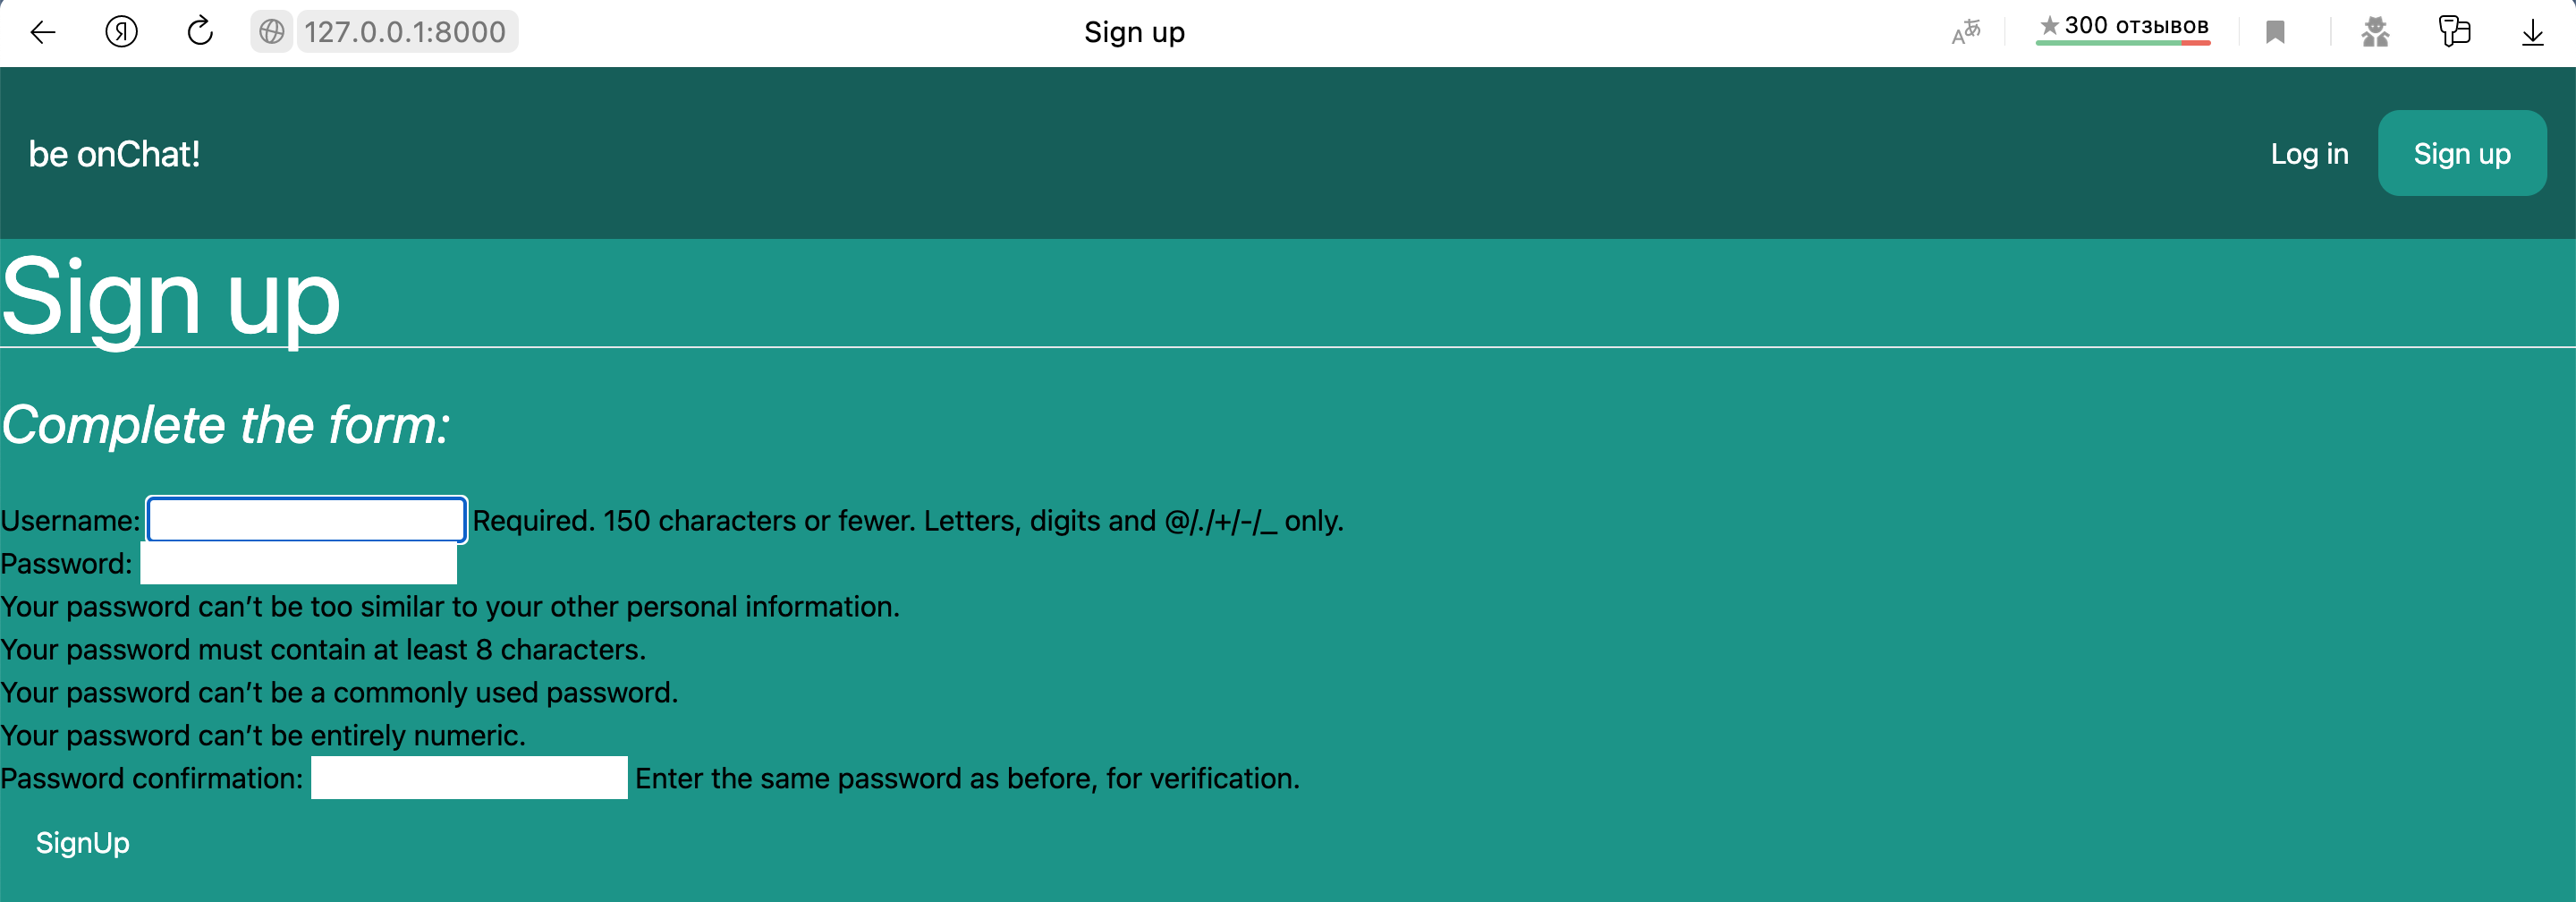 127.0.0.1:8000 Sign up ★300 отзывов
be onChat! Log in Sign up
Sign up
Complete the form:
Username: Required. 150 characters or fewer. Letters, digits and @/./+/-/_ only.
Password:
Your password can’t be too similar to your other personal information.
Your password must contain at least 8 characters.
Your password can’t be a commonly used password.
Your password can’t be entirely numeric.
Password confirmation: Enter the same password as before, for verification.
SignUp